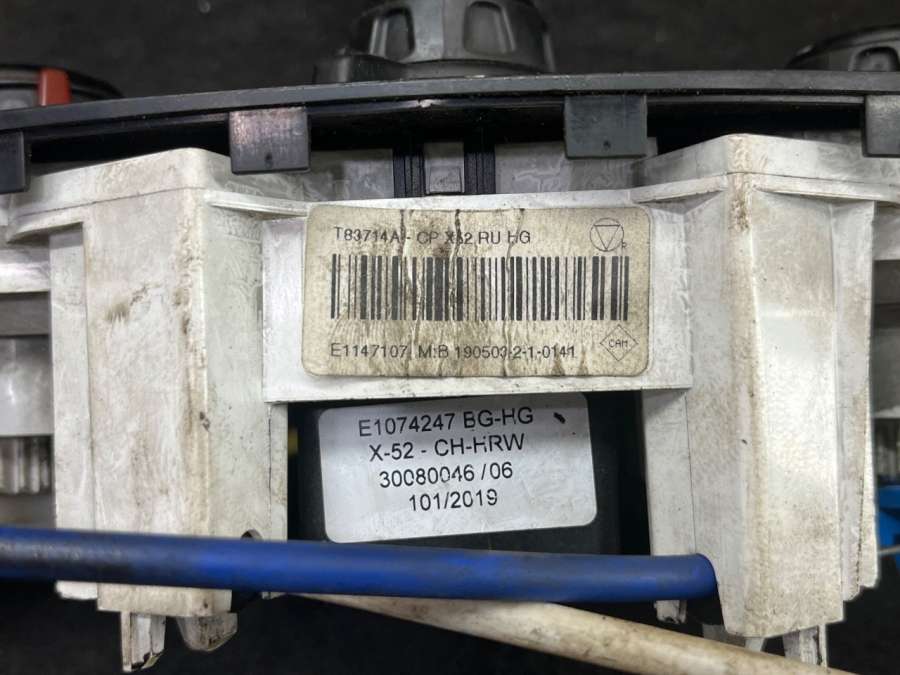 T83714A - CP X52 RU HG
R
E1147107 M:B 190503-2-1-0141
CAM
E1074247 BG-HG
X-52 - CH-HRW
30080046 / 06
101/2019